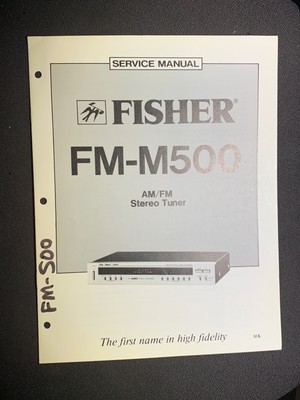 SERVICE MANUAL
FISHER®
FM-M500
AM/FM
Stereo Tuner
FM-500
The first name in high fidelity